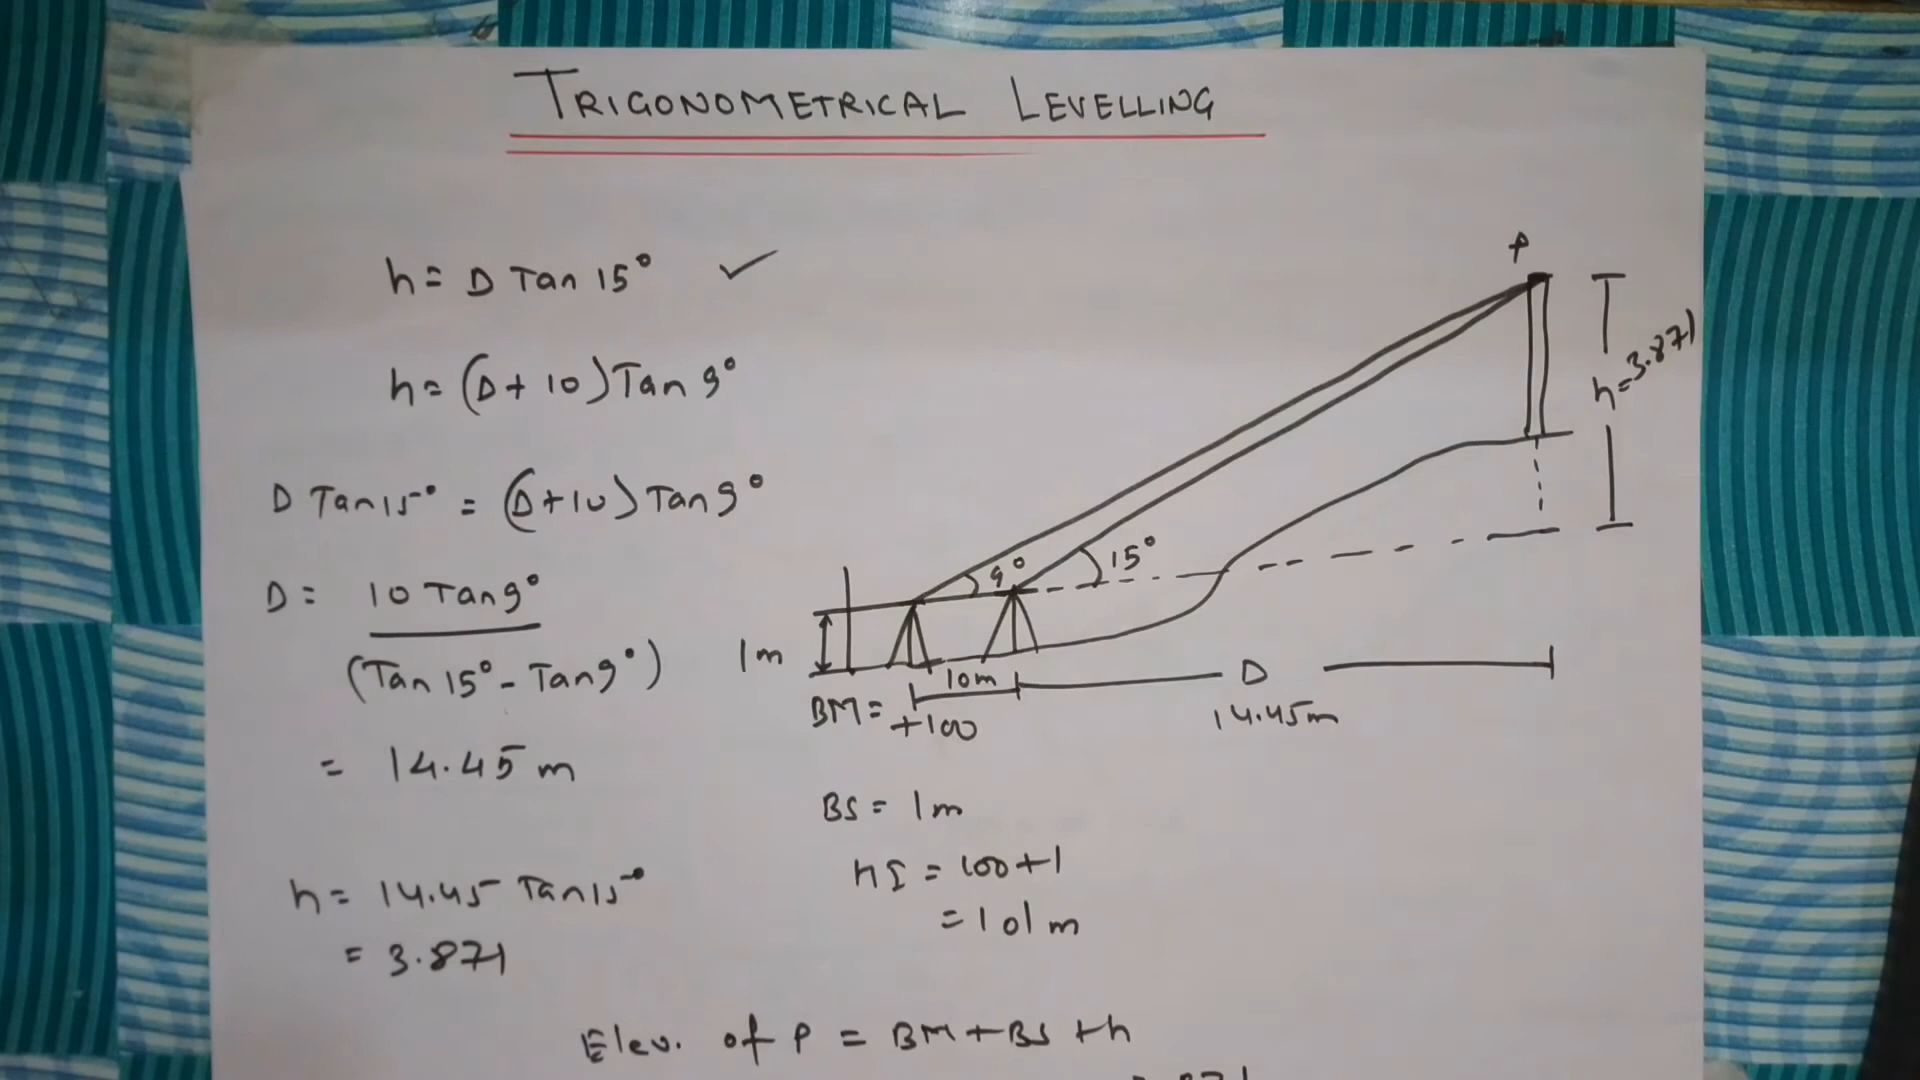 TRIGONOMETRICAL LEVELLING
h = D Tan 15°
h = (D + 10) Tan 9°
D Tan 15° = (D+10) Tan 9°
D = 10 Tan 9°
(Tan 15° - Tan 9°)
= 14.45 m
h = 14.45 Tan 15°
= 3.871
P
h = 3.871
9°
15°
1m
10m
D
BM = +100
14.45m
BS = 1m
HI = 100+1
= 101m
Elev. of P = BM + BS + h